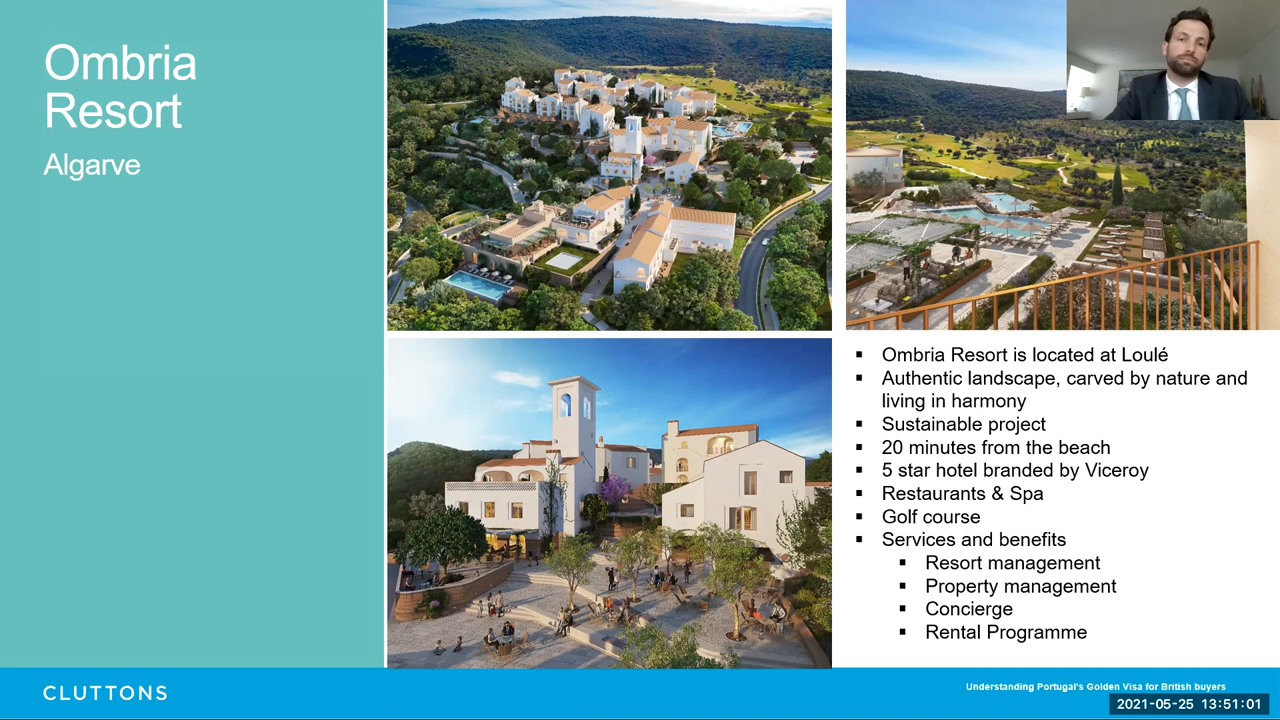 Ombria
Resort
Algarve
▪ Ombria Resort is located at Loulé
▪ Authentic landscape, carved by nature and
living in harmony
▪ Sustainable project
▪ 20 minutes from the beach
▪ 5 star hotel branded by Viceroy
▪ Restaurants & Spa
▪ Golf course
▪ Services and benefits
▪ Resort management
▪ Property management
▪ Concierge
▪ Rental Programme
CLUTTONS
Understanding Portugal's Golden Visa for British buyers
2021-05-25 13:51:01